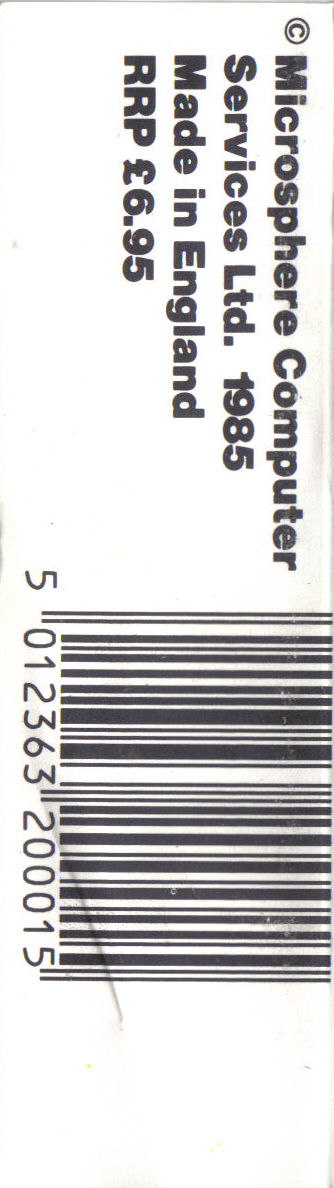 © Microsphere Computer
Services Ltd. 1985
Made in England
RRP £6.95
5 012363 200015